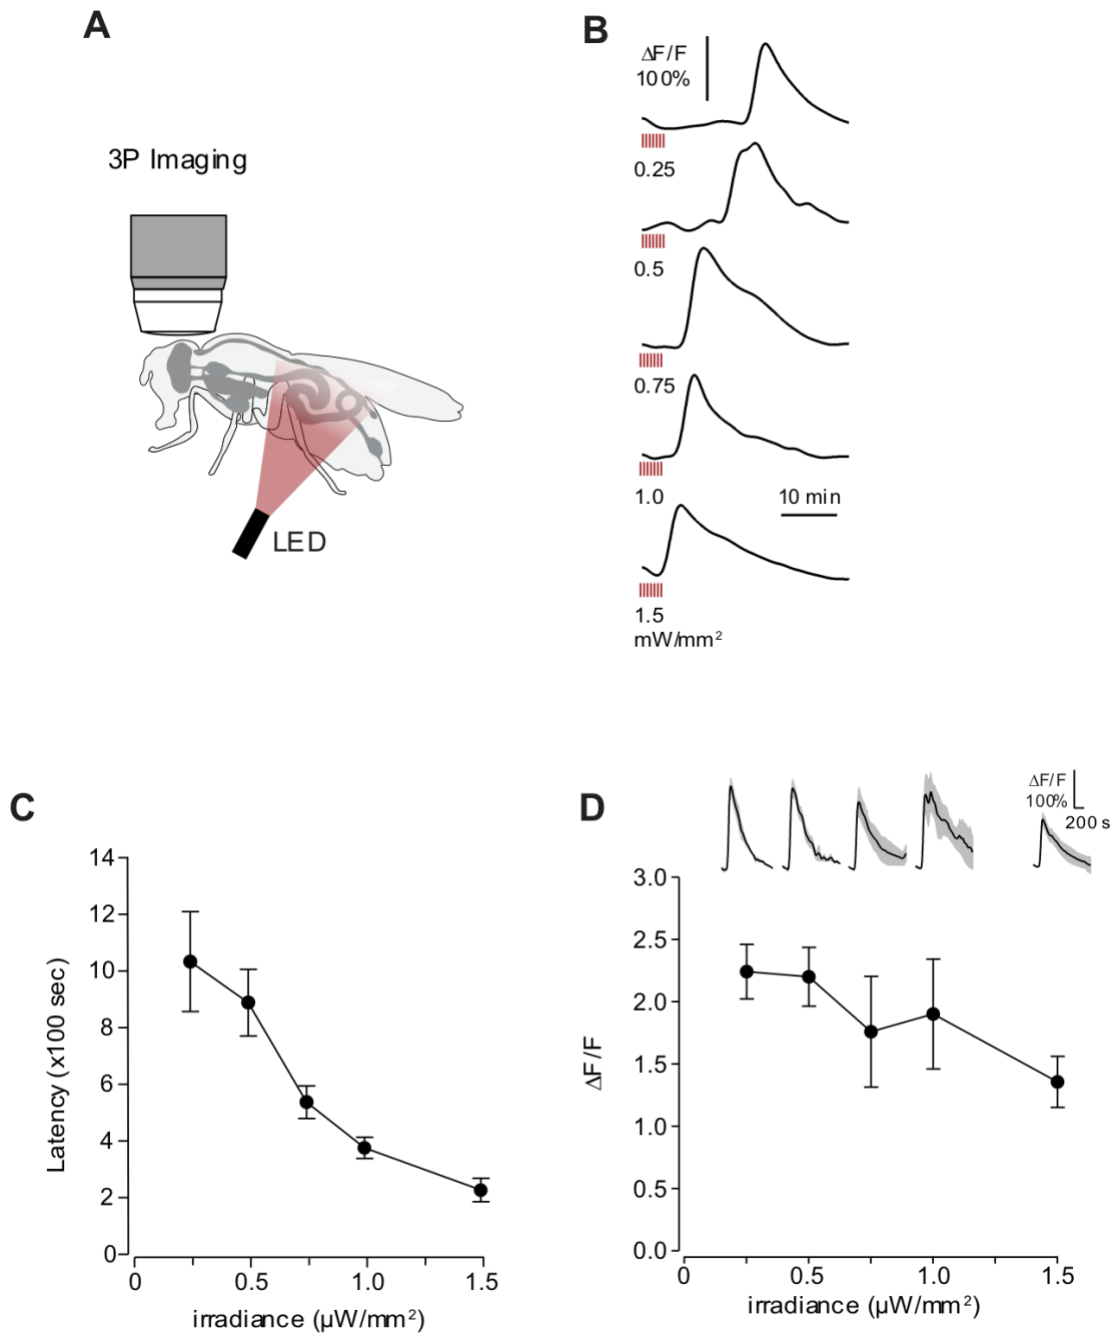 A
3P Imaging
LED
B
ΔF/F
100%
0.25
0.5
0.75
1.0
10 min
1.5
mW/mm²
C
14
12
10
8
6
4
2
0
Latency (x100 sec)
0
0.5
1.0
1.5
irradiance (µW/mm²)
D
ΔF/F
100%
200 s
3.0
2.5
2.0
1.5
1.0
0.5
0.0
ΔF/F
0
0.5
1.0
1.5
irradiance (µW/mm²)